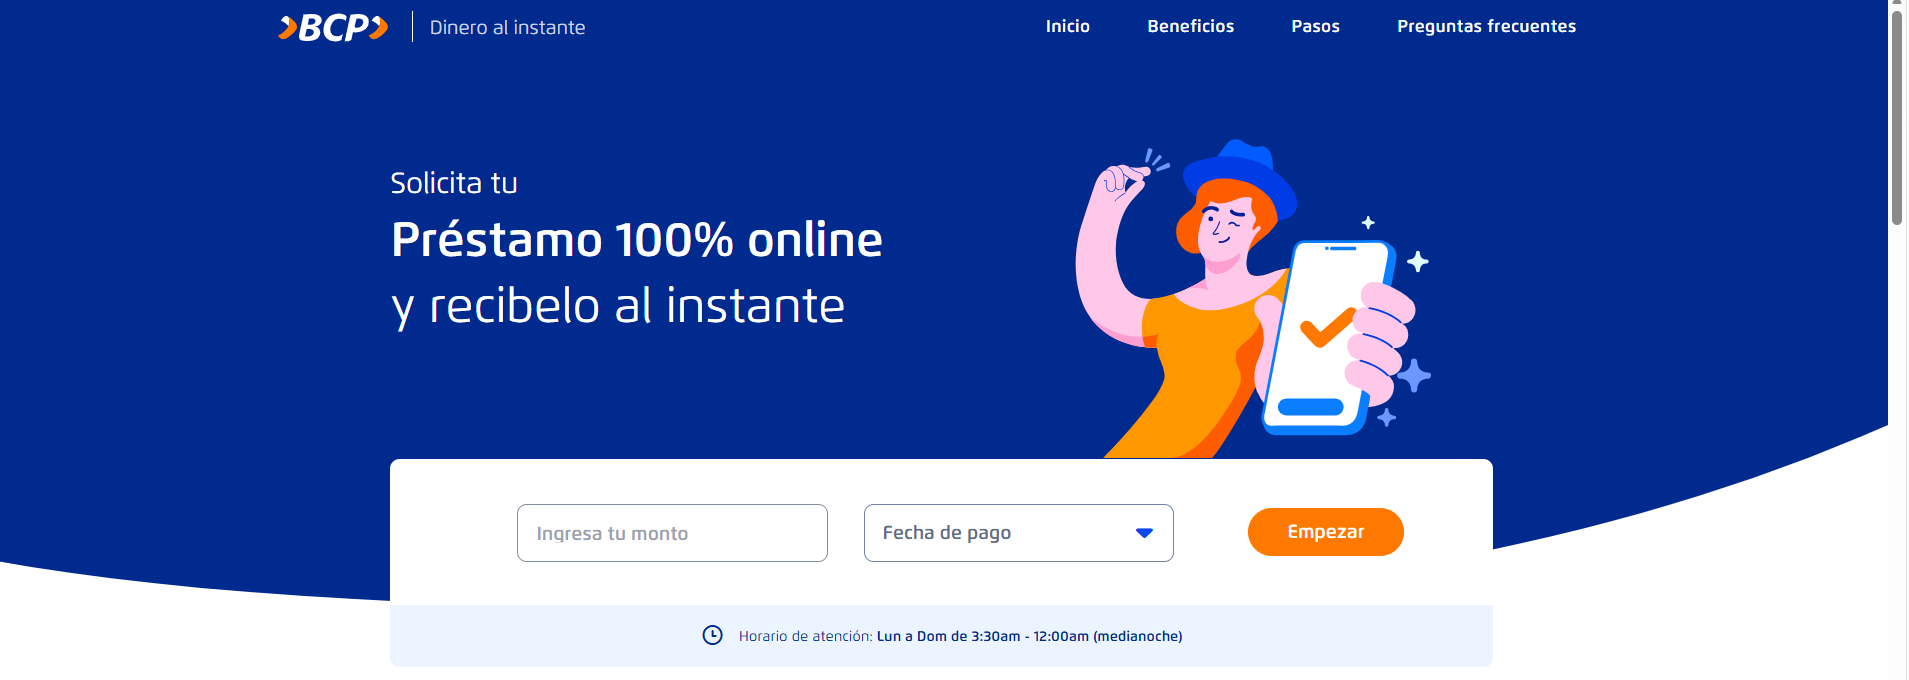 BCP
Dinero al instante
Inicio
Beneficios
Pasos
Preguntas frecuentes
Solicita tu
Préstamo 100% online
y recibelo al instante
Ingresa tu monto
Fecha de pago
Empezar
Horario de atención: Lun a Dom de 3:30am - 12:00am (medianoche)